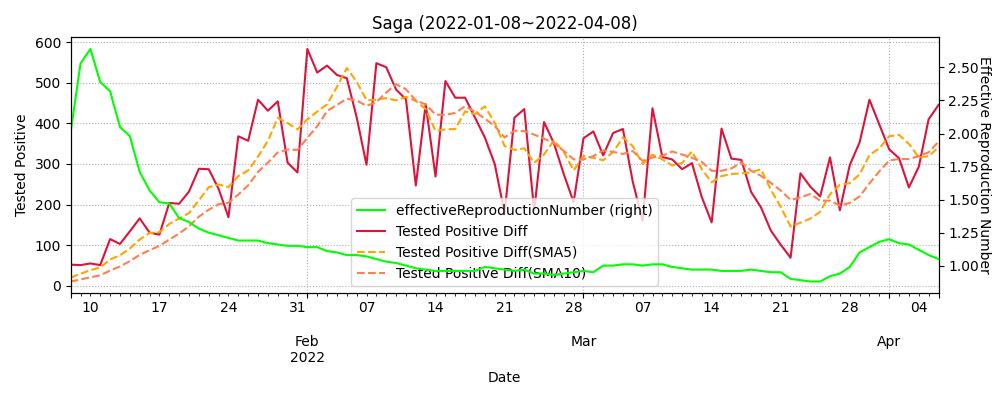 Saga (2022-01-08~2022-04-08)
600
500
400
300
200
100
0
Tested Positive
2.50
2.25
2.00
1.75
1.50
1.25
1.00
Effective Reproduction Number
effectiveReproductionNumber (right)
Tested Positive Diff
Tested Positive Diff(SMA5)
Tested Positive Diff(SMA10)
10 17 24 31 07 14 21 28 07 14 21 28 04
Feb Mar Apr
2022
Date